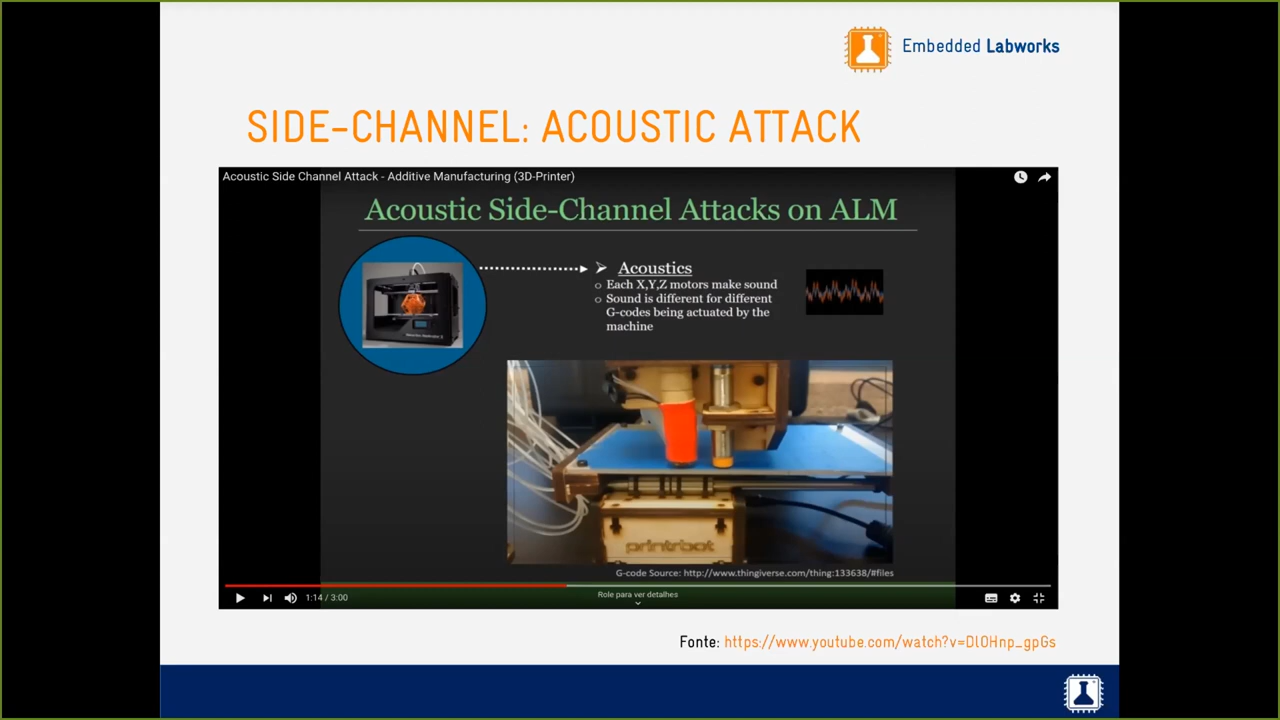 Embedded Labworks
SIDE-CHANNEL: ACOUSTIC ATTACK
Acoustic Side Channel Attack - Additive Manufacturing (3D-Printer)
Acoustic Side-Channel Attacks on ALM
➢ Acoustics
o Each X,Y,Z motors make sound
o Sound is different for different
G-codes being actuated by the
machine
printrbot
G-code Source: http://www.thingiverse.com/thing:133638/#files
1:14 / 3:00
Role para ver detalhes
Fonte: https://www.youtube.com/watch?v=DlOHnp_gpGs